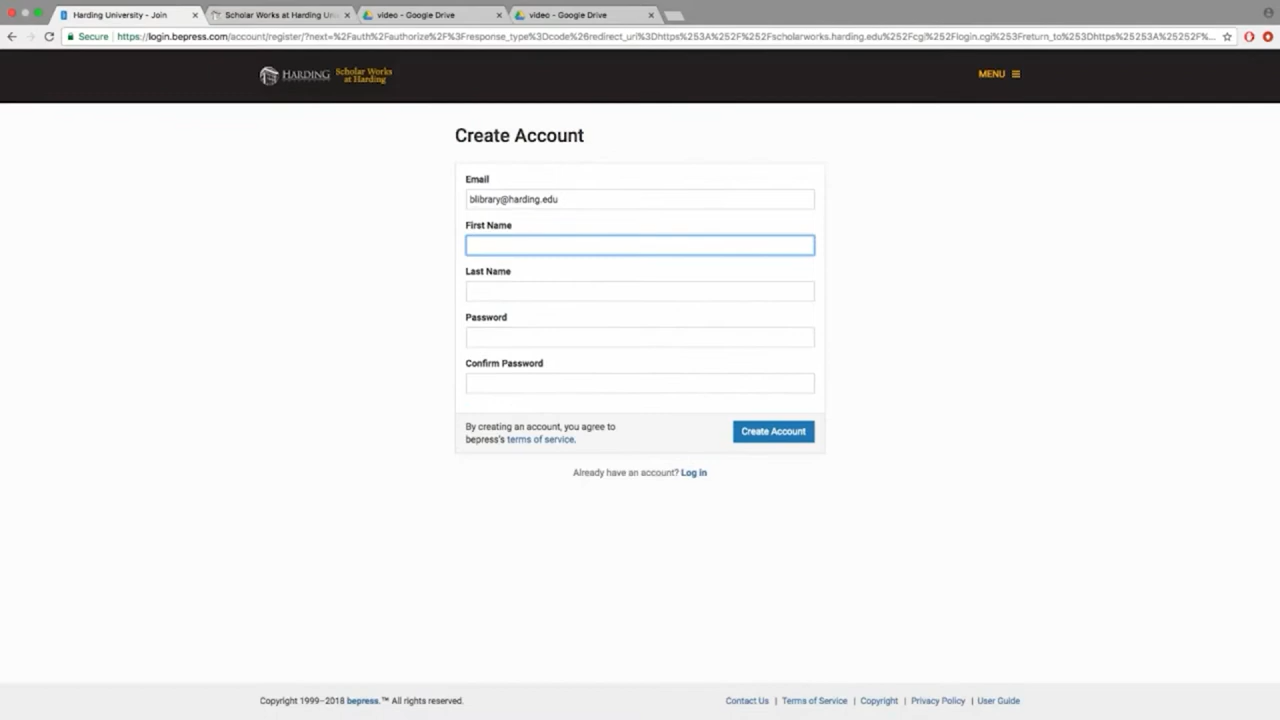 Harding University - Join
Scholar Works at Harding Uni
video - Google Drive
video - Google Drive
Secure
https://login.bepress.com/account/register/?next=%2Fauth%2Fauthorize%2F%3Fresponse_type%3Dcode%26redirect_uri%3Dhttps%253A%252F%252Fscholarworks.harding.edu%252Fcgi%252Flogin.cgi%253Freturn_to%253Dhttps%25253A%25252F%...
HARDING
Scholar Works
at Harding
MENU
Create Account
Email
blibrary@harding.edu
First Name
Last Name
Password
Confirm Password
By creating an account, you agree to
bepress's terms of service.
Create Account
Already have an account? Log in
Copyright 1999–2018 bepress.™ All rights reserved.
Contact Us | Terms of Service | Copyright | Privacy Policy | User Guide